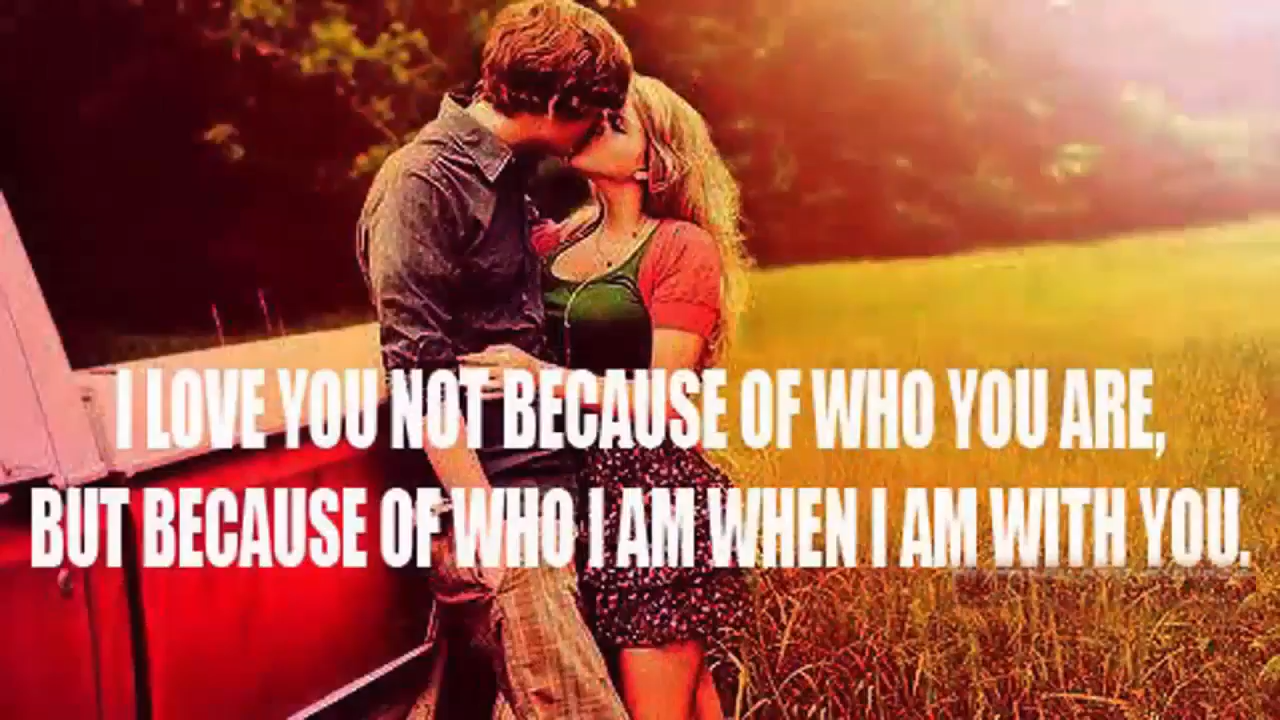 I LOVE YOU NOT BECAUSE OF WHO YOU ARE,
BUT BECAUSE OF WHO I AM WHEN I AM WITH YOU.